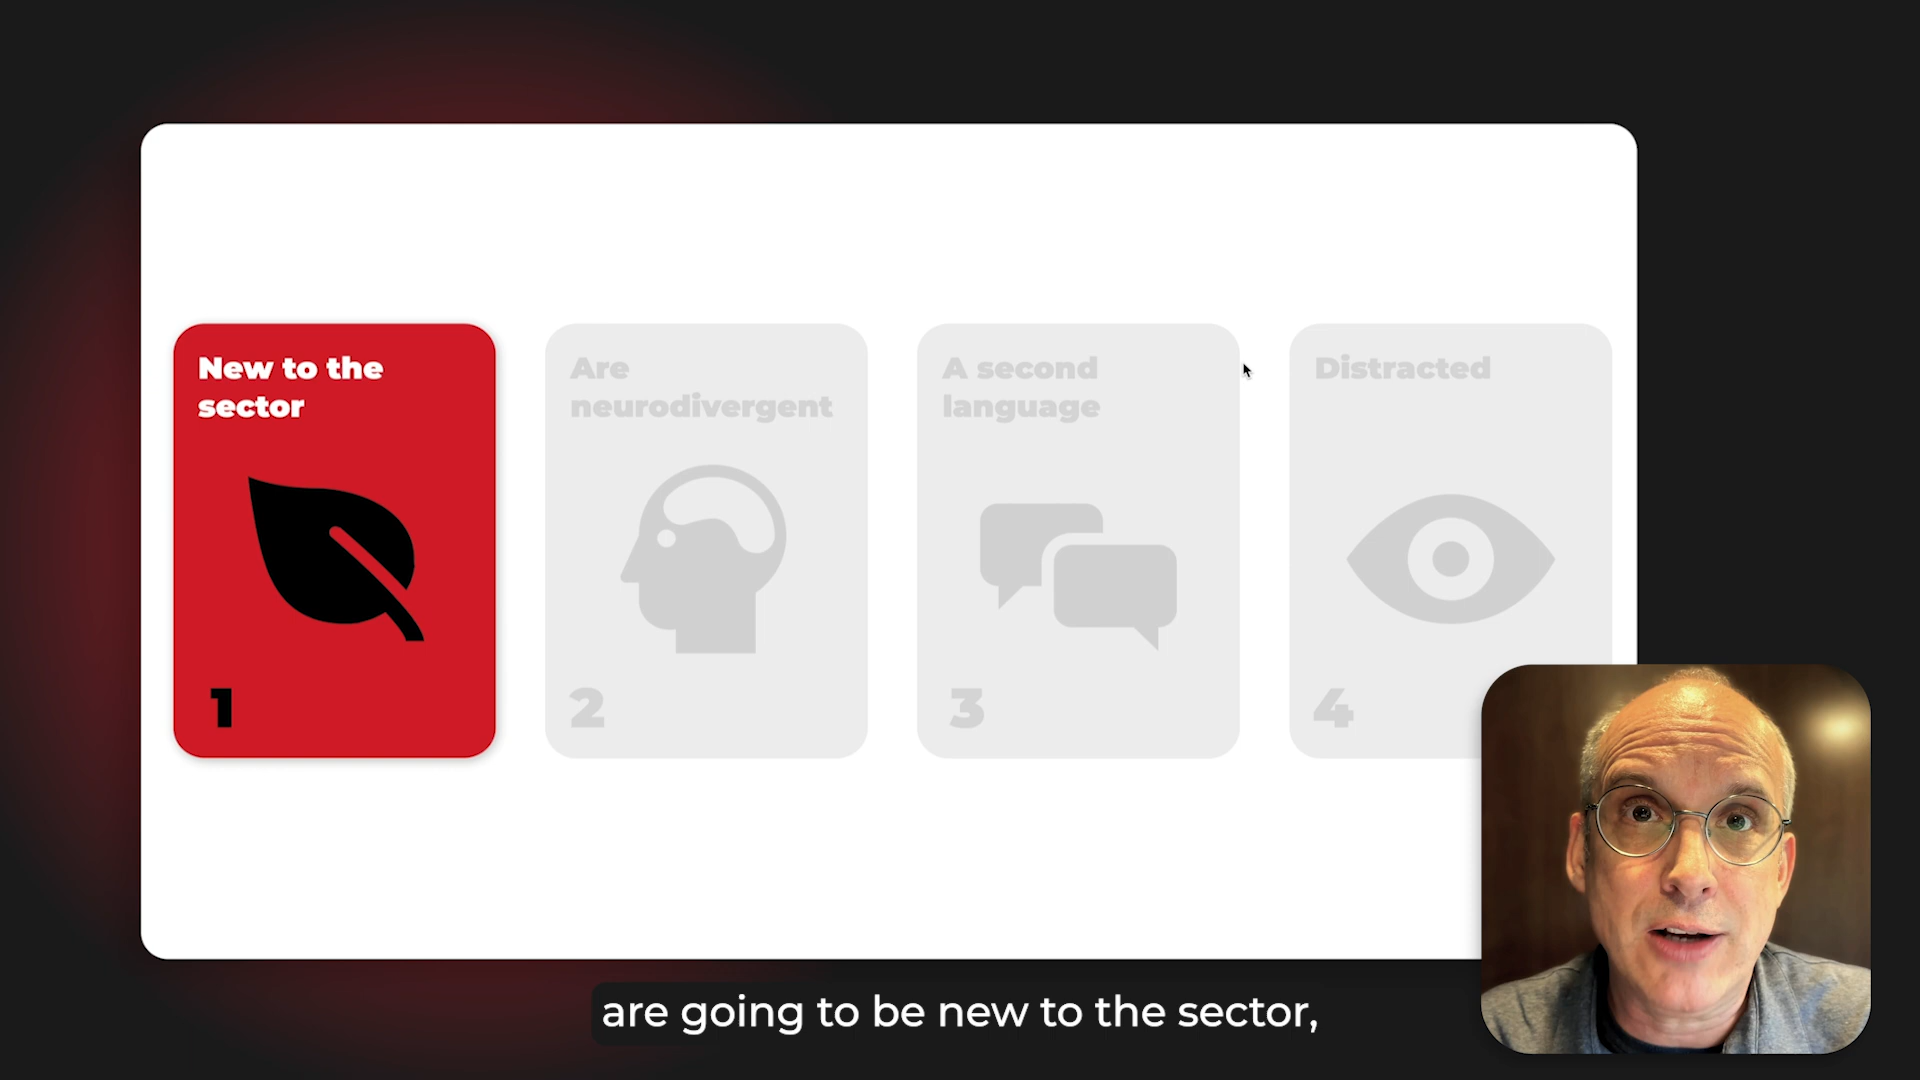 New to the
sector
1
Are
neurodivergent
2
A second
language
3
Distracted
4
are going to be new to the sector,